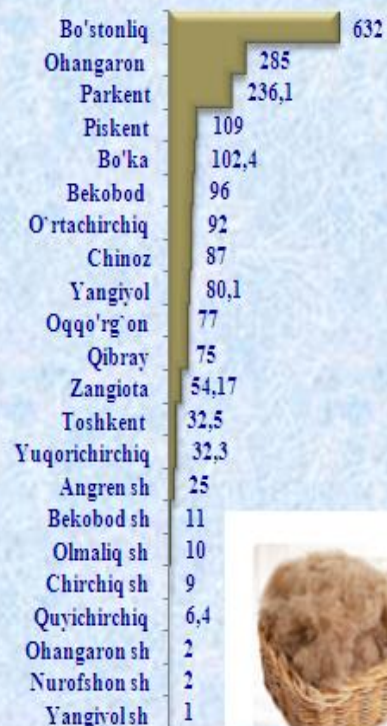 Bo'stonliq 632
Ohangaron 285
Parkent 236,1
Piskent 109
Bo'ka 102,4
Bekobod 96
O`rtachirchiq 92
Chinoz 87
Yangiyol 80,1
Oqqo'rg`on 77
Qibray 75
Zangiota 54,17
Toshkent 32,5
Yuqorichirchiq 32,3
Angren sh 25
Bekobod sh 11
Olmaliq sh 10
Chirchiq sh 9
Quyichirchiq 6,4
Ohangaron sh 2
Nurofshon sh 2
Yangiyol sh 1